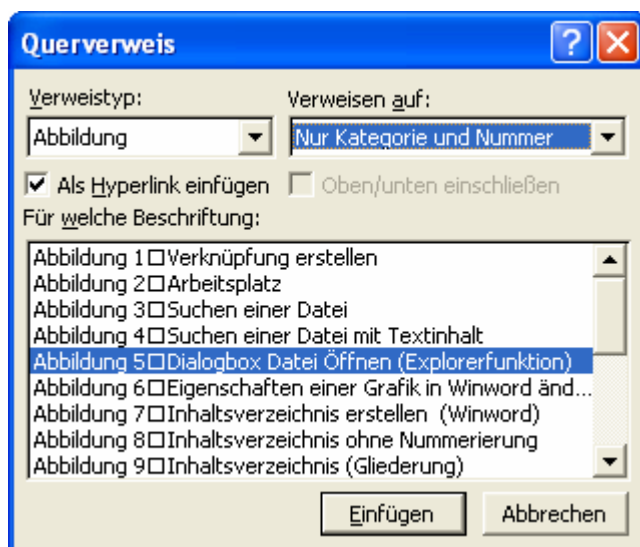 Querverweis
Verweistyp: Verweisen auf:
Abbildung Nur Kategorie und Nummer
Als Hyperlink einfügen Oben/unten einschließen
Für welche Beschriftung:
Abbildung 1□Verknüpfung erstellen
Abbildung 2□Arbeitsplatz
Abbildung 3□Suchen einer Datei
Abbildung 4□Suchen einer Datei mit Textinhalt
Abbildung 5□Dialogbox Datei Öffnen (Explorerfunktion)
Abbildung 6□Eigenschaften einer Grafik in Winword änd...
Abbildung 7□Inhaltsverzeichnis erstellen (Winword)
Abbildung 8□Inhaltsverzeichnis ohne Nummerierung
Abbildung 9□Inhaltsverzeichnis (Gliederung)
Einfügen Abbrechen